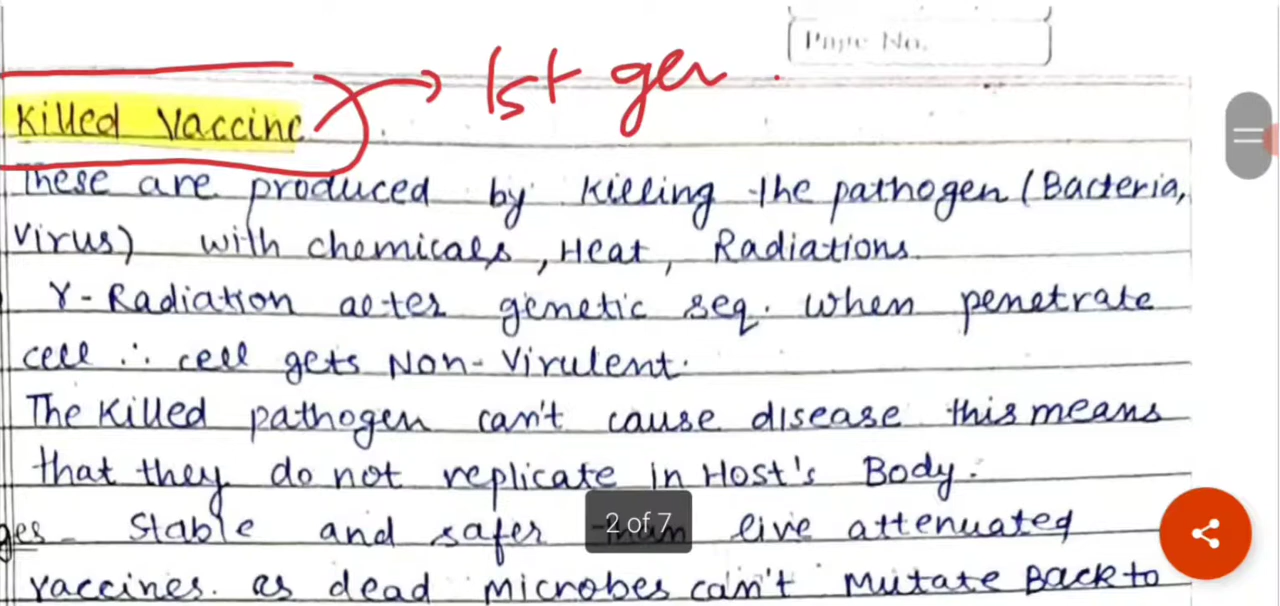 Page No.
Killed Vaccine → 1st gen.
These are produced by killing the pathogen (Bacteria,
Virus) with chemicals, Heat, Radiations.
γ-Radiation alter genetic seq. when penetrate
cell ∴ cell gets Non-Virulent.
The Killed pathogen can't cause disease this means
that they do not replicate in Host's Body.
ges - Stable and safer than live attenuated
2 of 7
vaccines. as dead microbes can't Mutate Back to